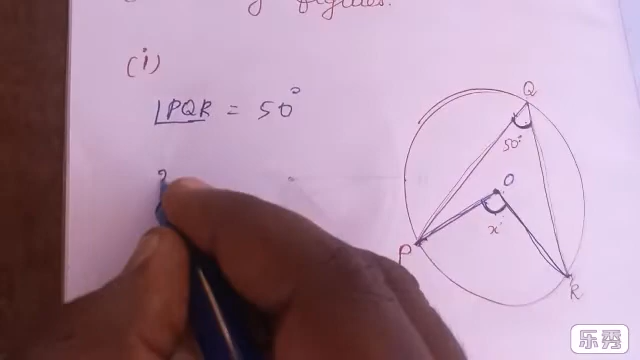 figures.
(i)
∠PQR = 50°
Q
50°
O
x°
P
R
乐秀